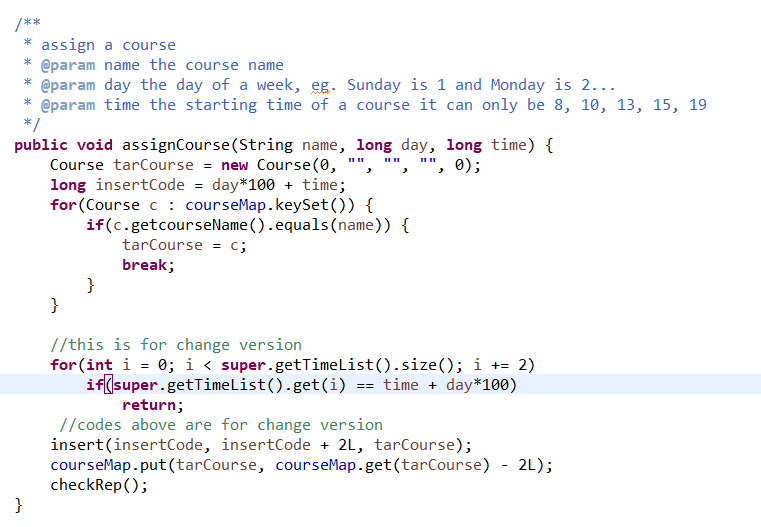 /**
 * assign a course
 * @param name the course name
 * @param day the day of a week, eg. Sunday is 1 and Monday is 2...
 * @param time the starting time of a course it can only be 8, 10, 13, 15, 19
 */
public void assignCourse(String name, long day, long time) {
    Course tarCourse = new Course(0, "", "", "", 0);
    long insertCode = day*100 + time;
    for(Course c : courseMap.keySet()) {
        if(c.getcourseName().equals(name)) {
            tarCourse = c;
            break;
        }
    }

    //this is for change version
    for(int i = 0; i < super.getTimeList().size(); i += 2)
        if(super.getTimeList().get(i) == time + day*100)
            return;
     //codes above are for change version
    insert(insertCode, insertCode + 2L, tarCourse);
    courseMap.put(tarCourse, courseMap.get(tarCourse) - 2L);
    checkRep();
}